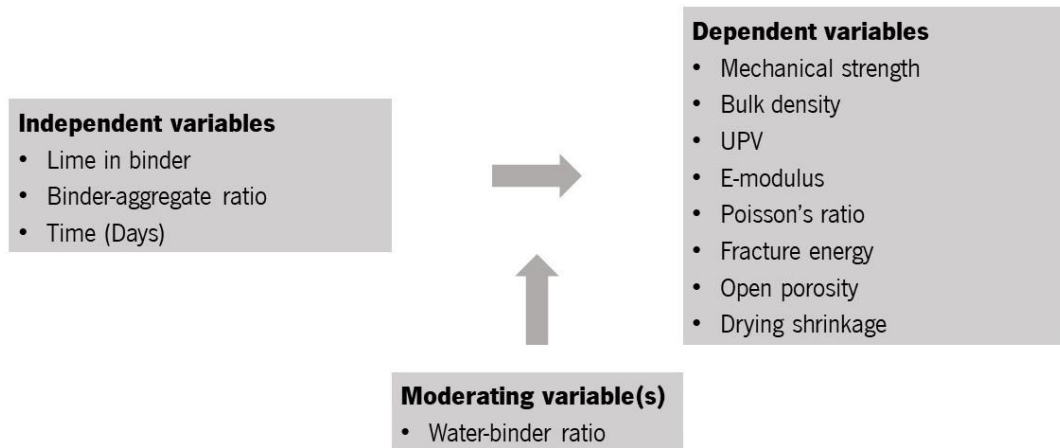 Independent variables
• Lime in binder
• Binder-aggregate ratio
• Time (Days)
Dependent variables
• Mechanical strength
• Bulk density
• UPV
• E-modulus
• Poisson's ratio
• Fracture energy
• Open porosity
• Drying shrinkage
Moderating variable(s)
• Water-binder ratio